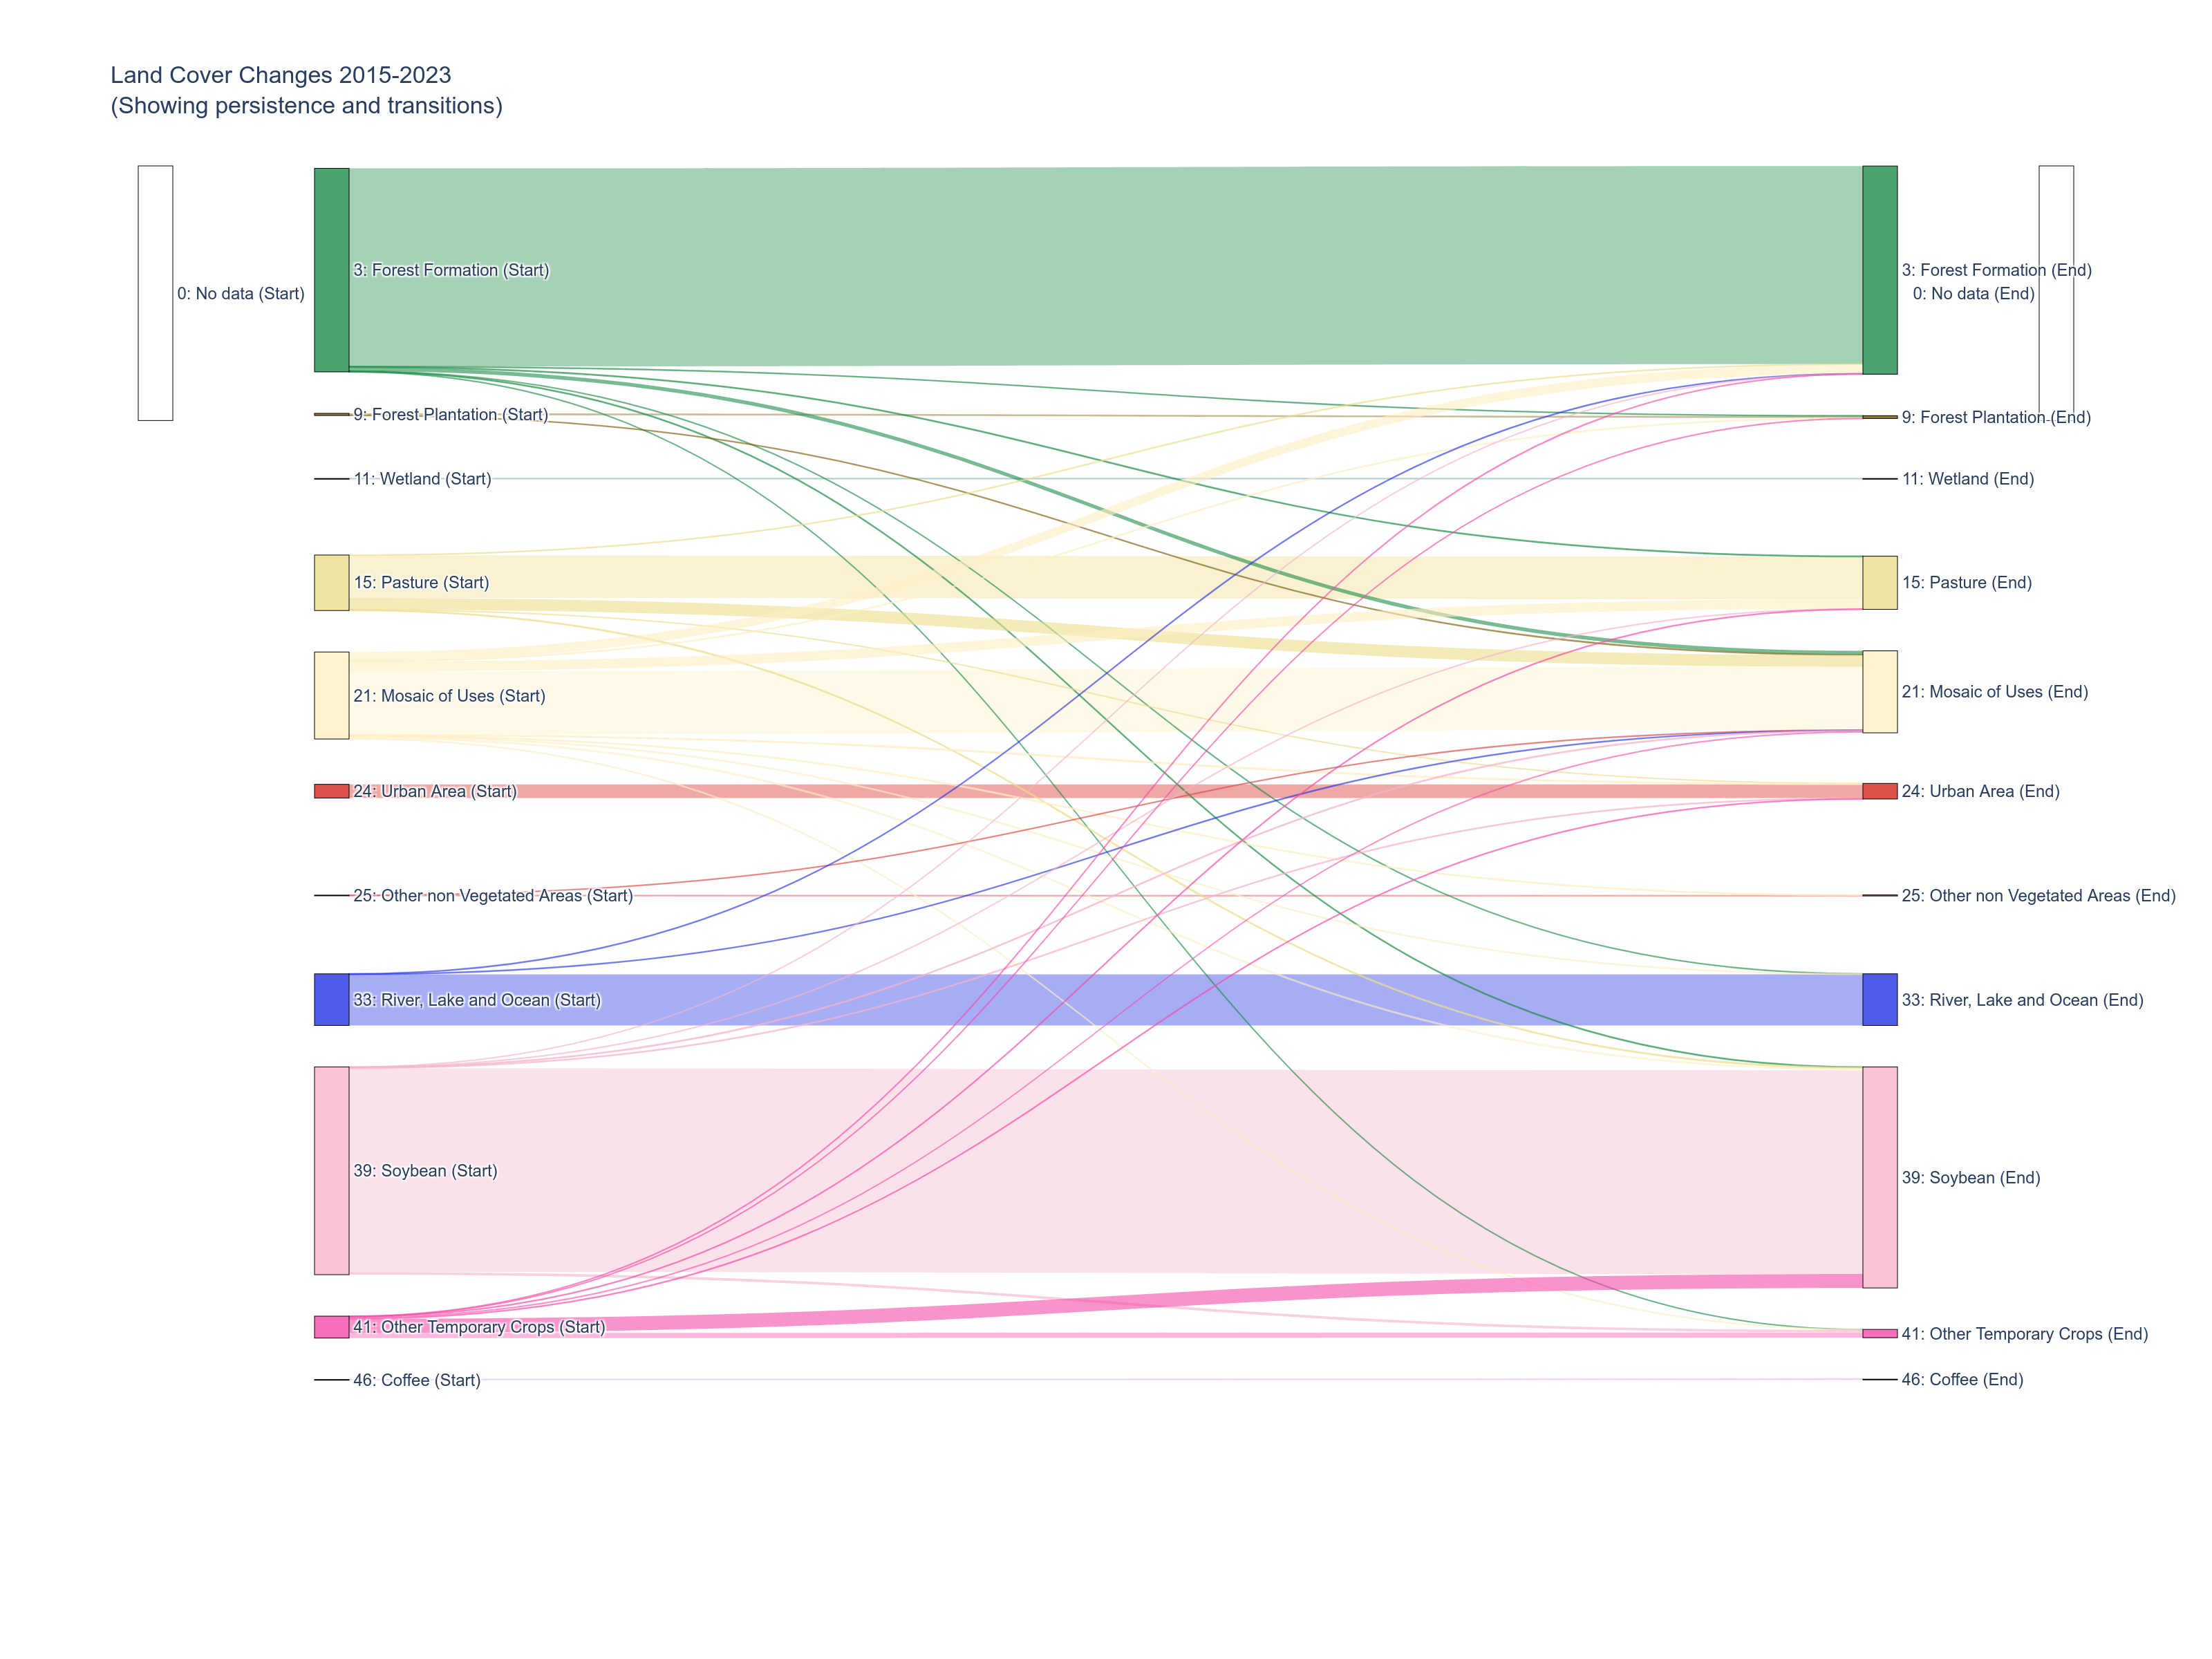 Land Cover Changes 2015-2023
(Showing persistence and transitions)
3: Forest Formation (Start)
3: Forest Formation (End)
0: No data (Start)
0: No data (End)
9: Forest Plantation (Start)
9: Forest Plantation (End)
11: Wetland (Start)
11: Wetland (End)
15: Pasture (Start)
15: Pasture (End)
21: Mosaic of Uses (Start)
21: Mosaic of Uses (End)
24: Urban Area (Start)
24: Urban Area (End)
25: Other non Vegetated Areas (Start)
25: Other non Vegetated Areas (End)
33: River, Lake and Ocean (Start)
33: River, Lake and Ocean (End)
39: Soybean (Start)
39: Soybean (End)
41: Other Temporary Crops (Start)
41: Other Temporary Crops (End)
46: Coffee (Start)
46: Coffee (End)